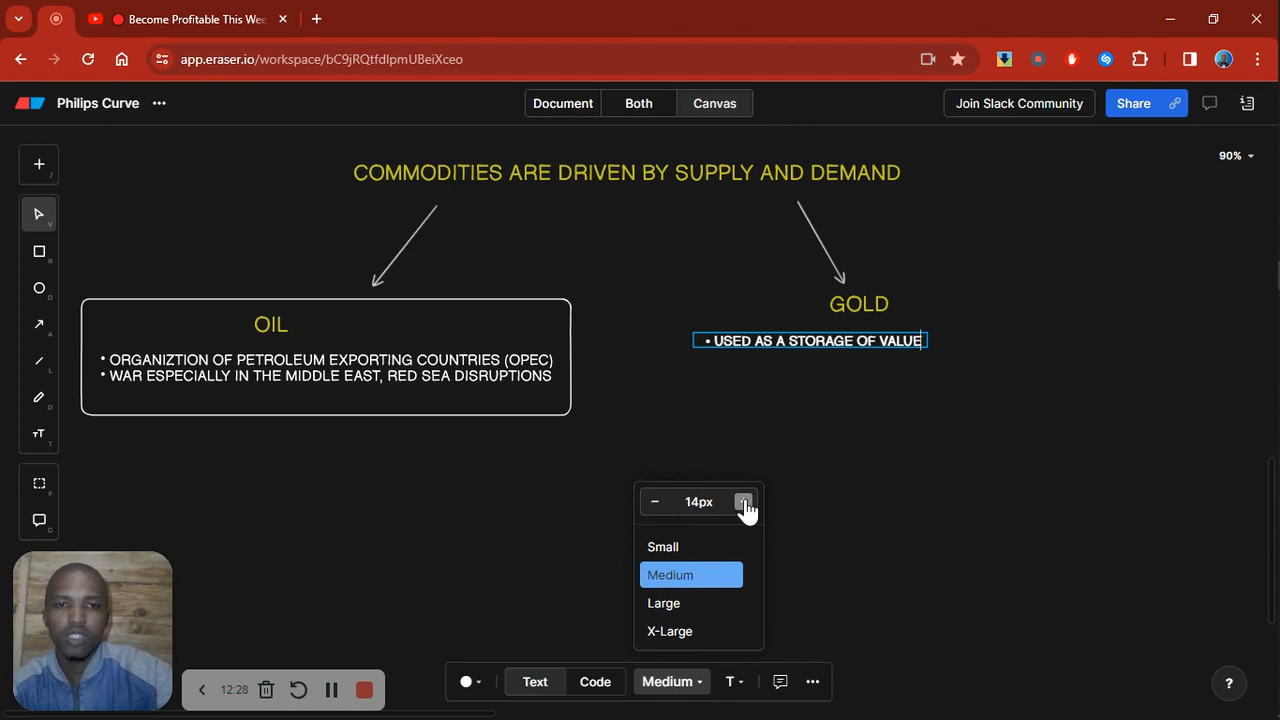 Become Profitable This Wee
app.eraser.io/workspace/bC9jRQtfdIpmUBeiXceo
Philips Curve
Document
Both
Canvas
Join Slack Community
Share
90%
COMMODITIES ARE DRIVEN BY SUPPLY AND DEMAND
OIL
• ORGANIZTION OF PETROLEUM EXPORTING COUNTRIES (OPEC)
• WAR ESPECIALLY IN THE MIDDLE EAST, RED SEA DISRUPTIONS
GOLD
• USED AS A STORAGE OF VALUE
14px
Small
Medium
Large
X-Large
12:28
Text
Code
Medium
T
?